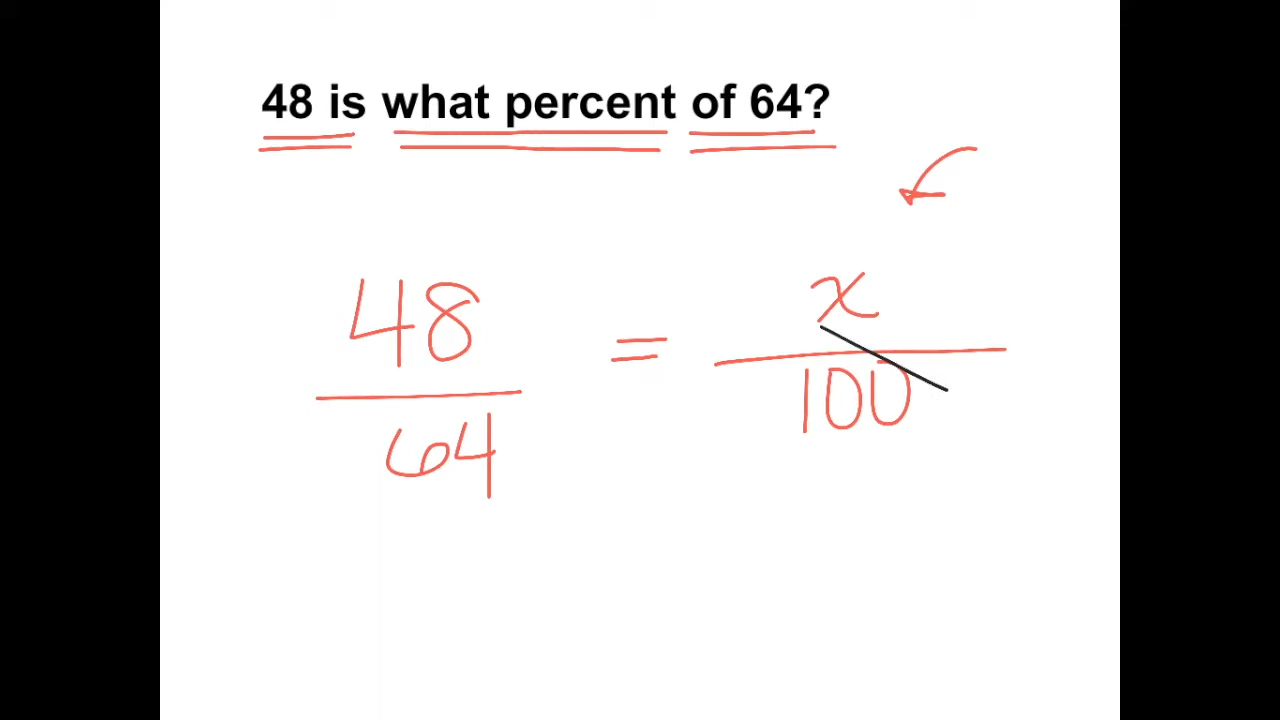 48 is what percent of 64?
48/64 = x/100